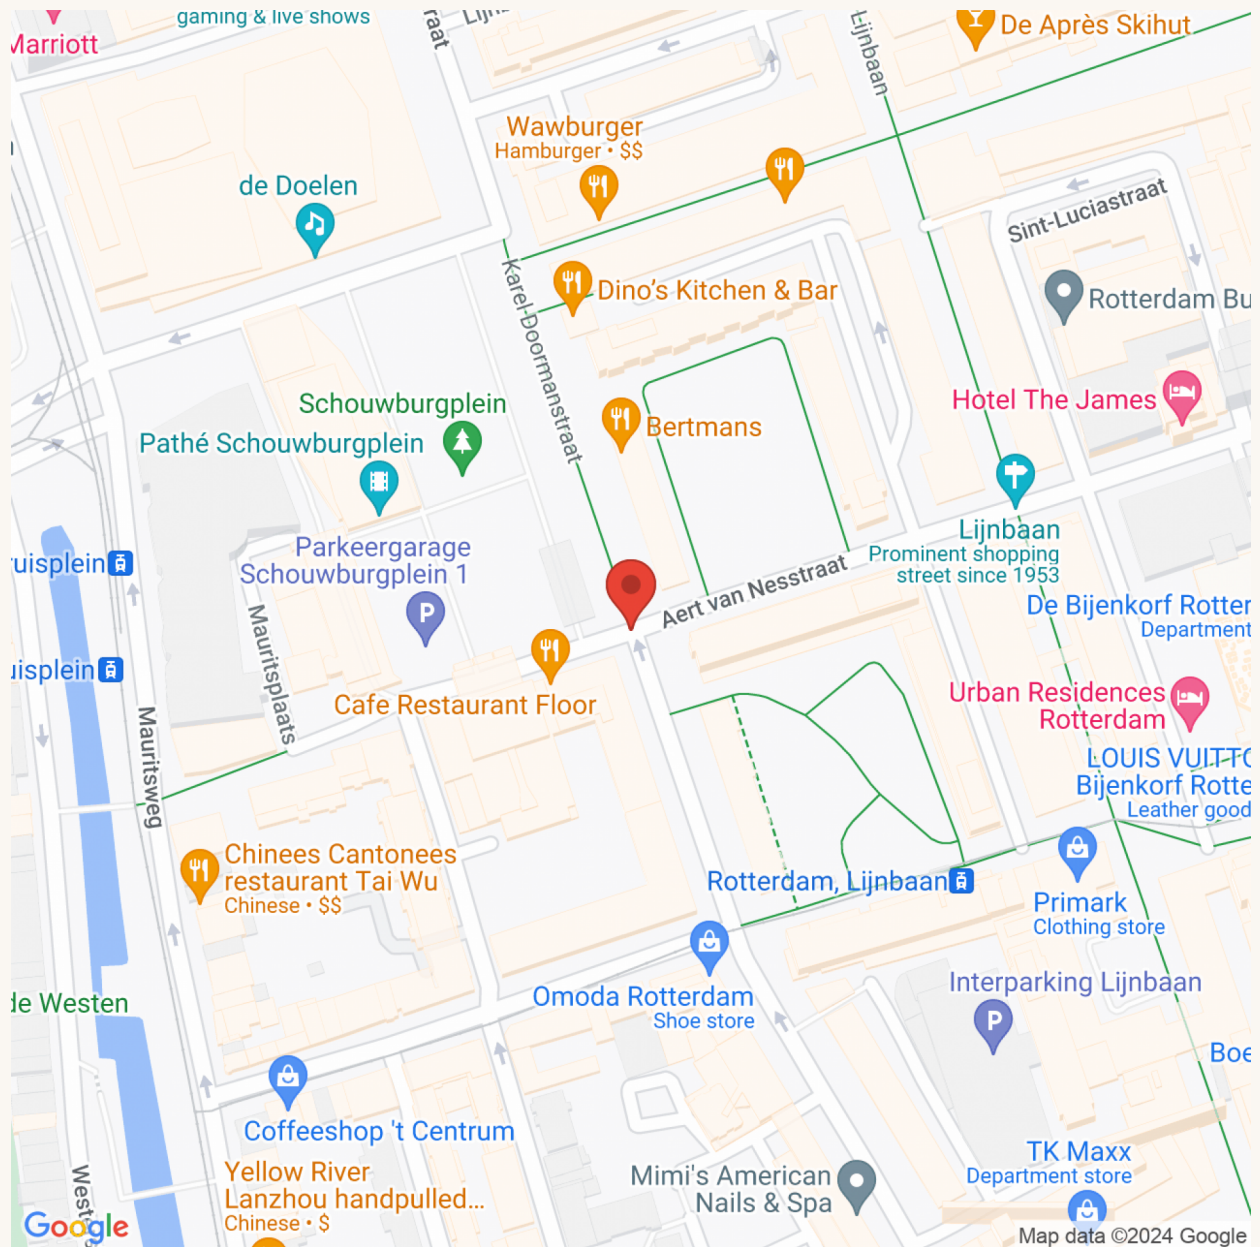 gaming & live shows
Marriott
raat
Lijnbaan
De Après Skihut
Wawburger
Hamburger • $$
de Doelen
Sint-Luciastraat
Karel Doormanstraat
Dino's Kitchen & Bar
Rotterdam Bu
Schouwburgplein
Hotel The James
Pathé Schouwburgplein
Bertmans
Lijnbaan
Prominent shopping
street since 1953
Parkeergarage
Schouwburgplein 1
ruisplein
Aert van Nesstraat
De Bijenkorf Rotter
Department
Mauritsplaats
uisplein
Cafe Restaurant Floor
Urban Residences
Rotterdam
Mauritsweg
LOUIS VUITTO
Bijenkorf Rotte
Leather good
Chinees Cantonees
restaurant Tai Wu
Chinese • $$
Rotterdam, Lijnbaan
Primark
Clothing store
Omoda Rotterdam
Shoe store
Interparking Lijnbaan
de Westen
Boe
Coffeeshop 't Centrum
Yellow River
Lanzhou handpulled...
Chinese • $
Mimi's American
Nails & Spa
TK Maxx
Department store
West
Google
Map data ©2024 Google